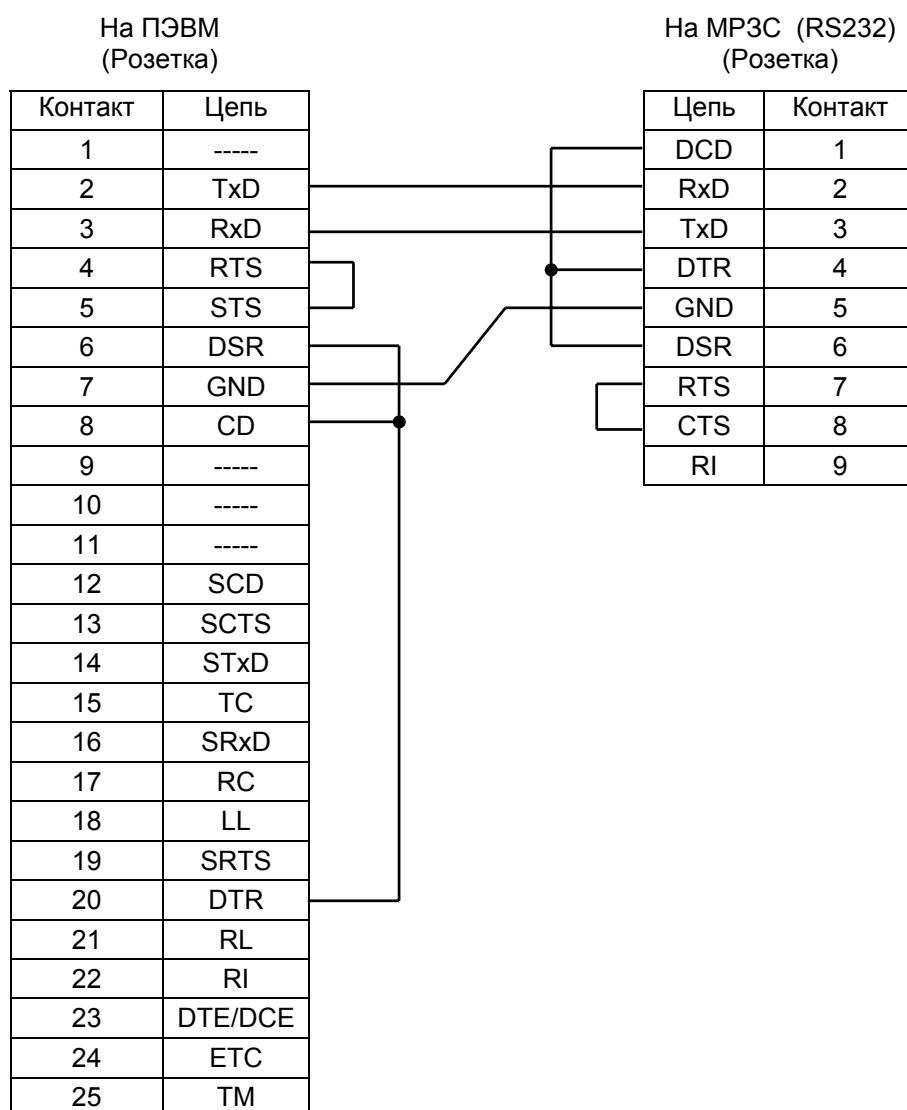 На ПЭВМ
(Розетка)
На МРЗС (RS232)
(Розетка)
Контакт Цепь
1 -----
2 TxD
3 RxD
4 RTS
5 STS
6 DSR
7 GND
8 CD
9 -----
10 -----
11 -----
12 SCD
13 SCTS
14 STxD
15 TC
16 SRxD
17 RC
18 LL
19 SRTS
20 DTR
21 RL
22 RI
23 DTE/DCE
24 ETC
25 TM
Цепь Контакт
DCD 1
RxD 2
TxD 3
DTR 4
GND 5
DSR 6
RTS 7
CTS 8
RI 9